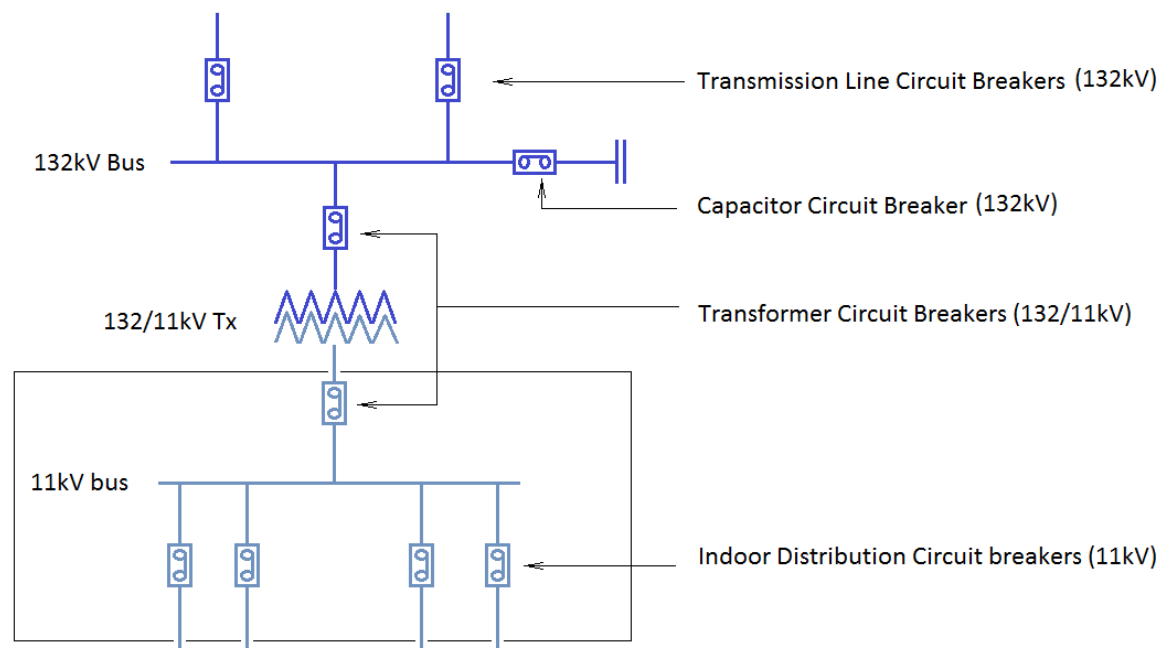 Transmission Line Circuit Breakers (132kV)
132kV Bus
Capacitor Circuit Breaker (132kV)
132/11kV Tx
Transformer Circuit Breakers (132/11kV)
11kV bus
Indoor Distribution Circuit breakers (11kV)